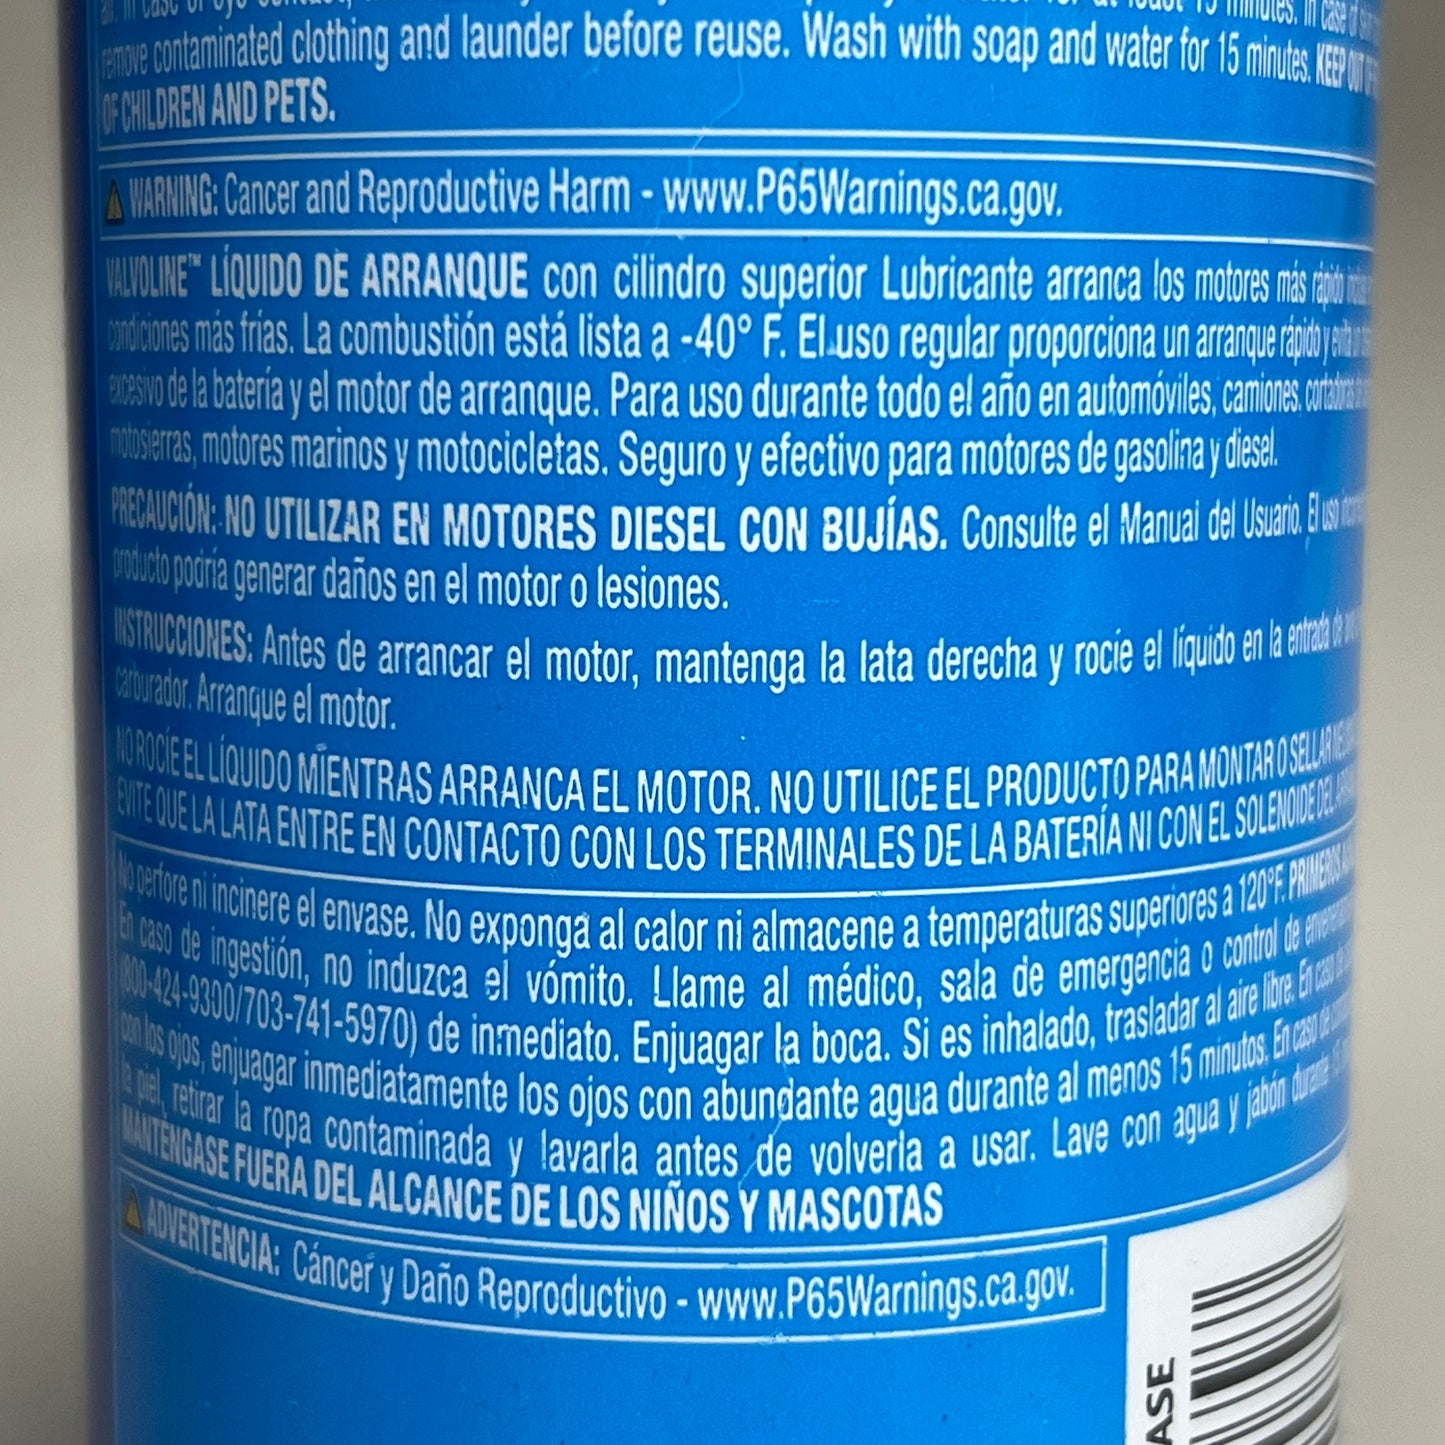 remove contaminated clothing and launder before reuse. Wash with soap and water for 15 minutes. KEEP OUT OF
OF CHILDREN AND PETS.
WARNING: Cancer and Reproductive Harm - www.P65Warnings.ca.gov.
VALVOLINE™ LÍQUIDO DE ARRANQUE con cilindro superior Lubricante arranca los motores más rápido
condiciones más frías. La combustión está lista a -40° F. El uso regular proporciona un arranque rápido y evita un
excesivo de la batería y el motor de arranque. Para uso durante todo el año en automóviles, camiones, cortadoras de
motosierras, motores marinos y motocicletas. Seguro y efectivo para motores de gasolina y diesel.
PRECAUCIÓN: NO UTILIZAR EN MOTORES DIESEL CON BUJÍAS. Consulte el Manual del Usuario. El uso
producto podría generar daños en el motor o lesiones.
INSTRUCCIONES: Antes de arrancar el motor, mantenga la lata derecha y rocíe el líquido en la entrada de
carburador. Arranque el motor.
NO ROCÍE EL LÍQUIDO MIENTRAS ARRANCA EL MOTOR. NO UTILICE EL PRODUCTO PARA MONTAR O SELLAR
EVITE QUE LA LATA ENTRE EN CONTACTO CON LOS TERMINALES DE LA BATERÍA NI CON EL SOLENOIDE DEL
No perfore ni incinere el envase. No exponga al calor ni almacene a temperaturas superiores a 120°F. PRIMEROS
En caso de ingestión, no induzca el vómito. Llame al médico, sala de emergencia o control de
(800-424-9300/703-741-5970) de inmediato. Enjuagar la boca. Si es inhalado, trasladar al aire libre. En caso de
con los ojos, enjuagar inmediatamente los ojos con abundante agua durante al menos 15 minutos. En caso de
la piel, retirar la ropa contaminada y lavarla antes de volverla a usar. Lave con agua y jabón durante
MANTENGASE FUERA DEL ALCANCE DE LOS NIÑOS Y MASCOTAS
ADVERTENCIA: Cáncer y Daño Reproductivo - www.P65Warnings.ca.gov.
ASE